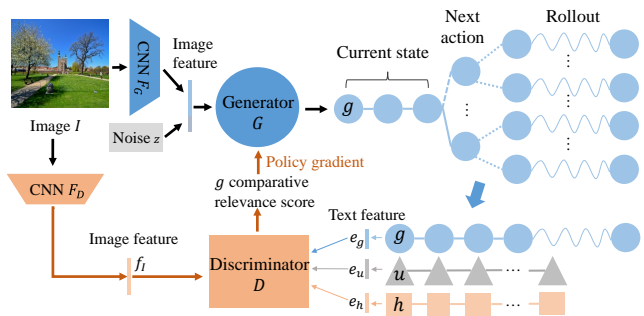 Next
action
Rollout
CNN F_G
Image
feature
Current state
Generator
G
g
Image I
Noise z
Policy gradient
CNN F_D
g comparative
relevance score
Text feature
e_g
g
Image feature
f_I
Discriminator
D
e_u
u
e_h
h